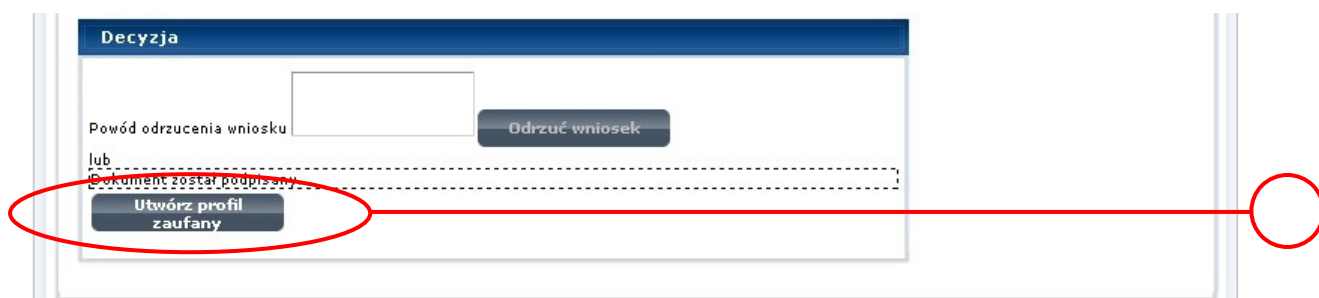 Decyzja
Powód odrzucenia wniosku
Odrzuć wniosek
lub
Dokument został podpisany
Utwórz profil
zaufany